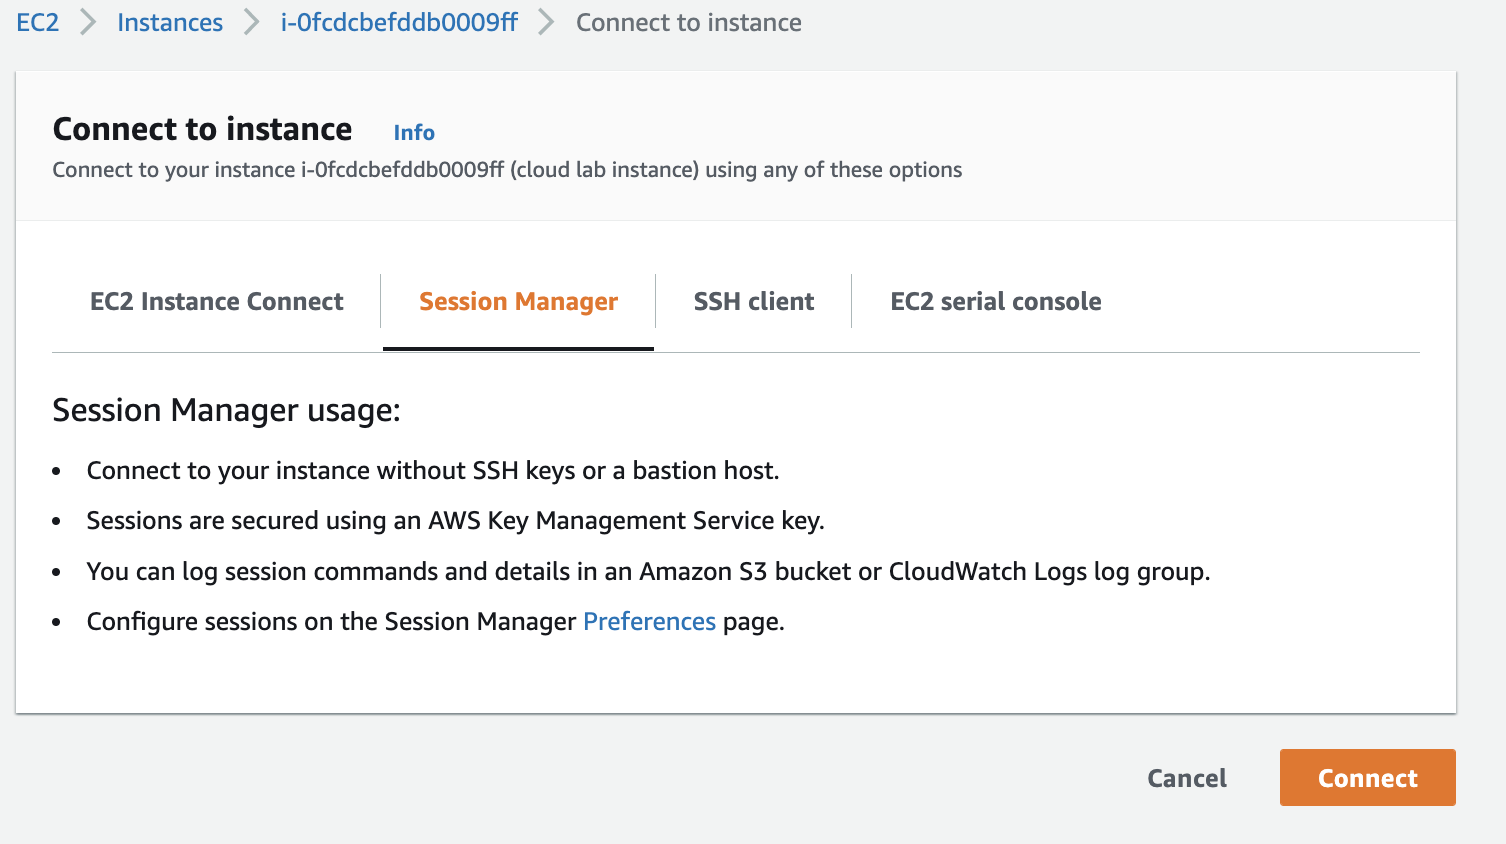 EC2 Instances i-0fcdcbefddb0009ff Connect to instance
Connect to instance Info
Connect to your instance i-0fcdcbefddb0009ff (cloud lab instance) using any of these options
EC2 Instance Connect Session Manager SSH client EC2 serial console
Session Manager usage:
• Connect to your instance without SSH keys or a bastion host.
• Sessions are secured using an AWS Key Management Service key.
• You can log session commands and details in an Amazon S3 bucket or CloudWatch Logs log group.
• Configure sessions on the Session Manager Preferences page.
Cancel Connect